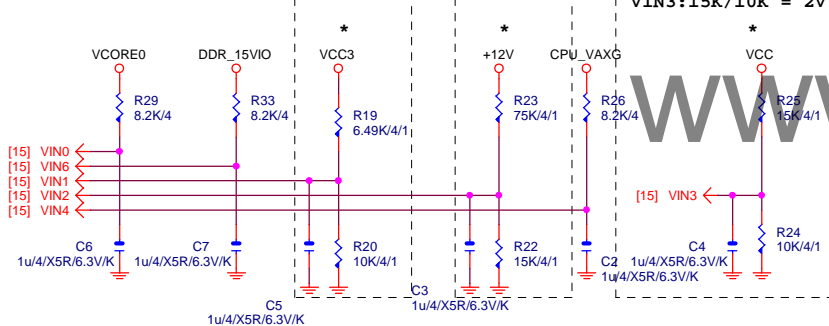 VIN3:15K/10K = 2V
* * *
VCORE0 DDR_15VIO VCC3 +12V CPU_VAXG VCC
R29 8.2K/4
R33 8.2K/4
R19 6.49K/4/1
R23 75K/4/1
R26 8.2K/4
R25 15K/4/1
WWW
[15] VIN0
[15] VIN6
[15] VIN1
[15] VIN2
[15] VIN4
[15] VIN3
C6 1u/4/X5R/6.3V/K
C7 1u/4/X5R/6.3V/K
C5 1u/4/X5R/6.3V/K
R20 10K/4/1
C3 1u/4/X5R/6.3V/K
R22 15K/4/1
C2 1u/4/X5R/6.3V/K
C4 1u/4/X5R/6.3V/K
R24 10K/4/1